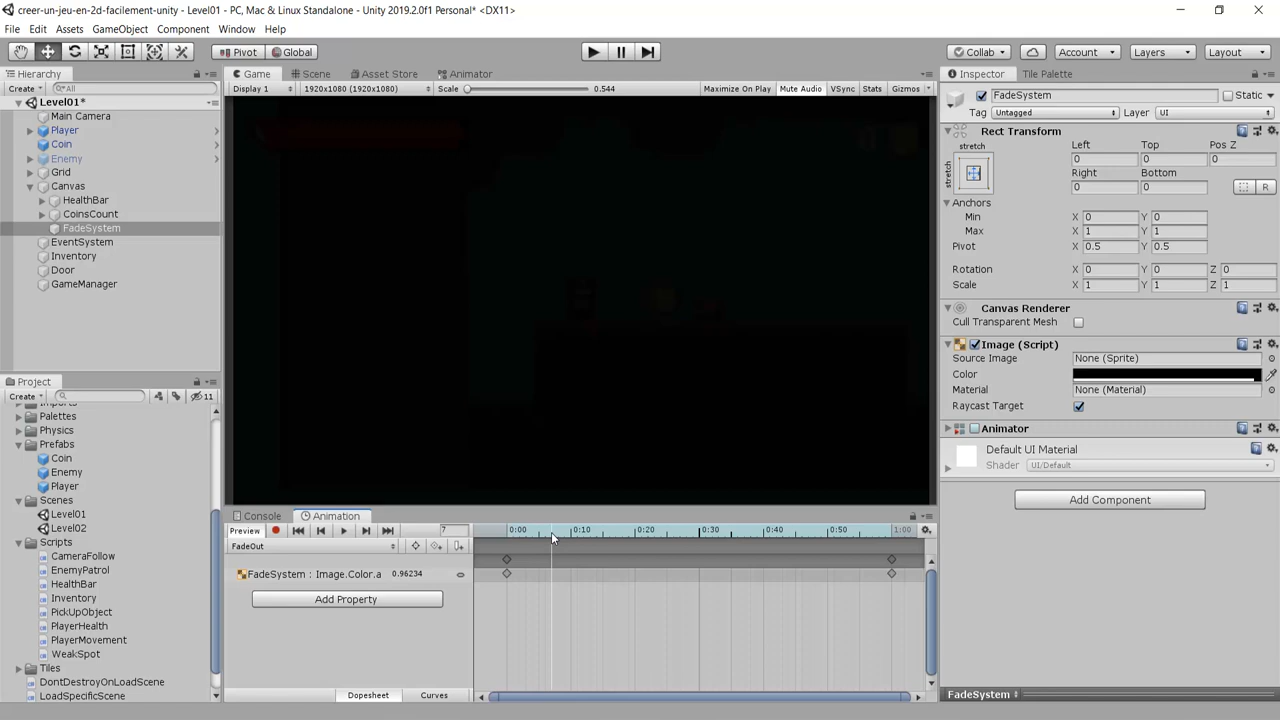 creer-un-jeu-en-2d-facilement-unity - Level01 - PC, Mac & Linux Standalone - Unity 2019.2.0f1 Personal* <DX11>
File Edit Assets GameObject Component Window Help
Pivot Global Collab Account Layers Layout
Hierarchy
Create All
Level01*
Main Camera
Player
Coin
Enemy
Grid
Canvas
HealthBar
CoinsCount
FadeSystem
EventSystem
Inventory
Door
GameManager
Project
Create 11
Palettes
Physics
Prefabs
Coin
Enemy
Player
Scenes
Level01
Level02
Scripts
CameraFollow
EnemyPatrol
HealthBar
Inventory
PickUpObject
PlayerHealth
PlayerMovement
WeakSpot
Tiles
DontDestroyOnLoadScene
LoadSpecificScene
Game Scene Asset Store Animator
Display 1 1920x1080 (1920x1080) Scale 0.544 Maximize On Play Mute Audio VSync Stats Gizmos
Console Animation
Preview 7 0:00 0:10 0:20 0:30 0:40 0:50 1:00
FadeOut
FadeSystem : Image.Color.a 0.96234
Add Property
Dopesheet Curves
Inspector Tile Palette
FadeSystem Static
Tag Untagged Layer UI
Rect Transform
stretch Left Top Pos Z
stretch 0 0 0
Right Bottom
0 0 R
Anchors
Min X 0 Y 0
Max X 1 Y 1
Pivot X 0.5 Y 0.5
Rotation X 0 Y 0 Z 0
Scale X 1 Y 1 Z 1
Canvas Renderer
Cull Transparent Mesh
Image (Script)
Source Image None (Sprite)
Color
Material None (Material)
Raycast Target
Animator
Default UI Material
Shader UI/Default
Add Component
FadeSystem